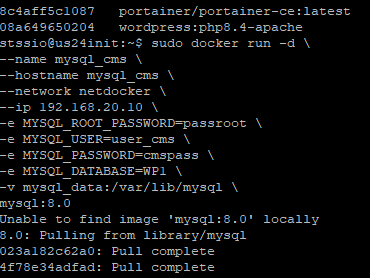 8c4aff5c1087   portainer/portainer-ce:latest
08a649650204   wordpress:php8.4-apache
stssio@us24init:~$ sudo docker run -d \
--name mysql_cms \
--hostname mysql_cms \
--network netdocker \
--ip 192.168.20.10 \
-e MYSQL_ROOT_PASSWORD=passroot \
-e MYSQL_USER=user_cms \
-e MYSQL_PASSWORD=cmspass \
-e MYSQL_DATABASE=WP1 \
-v mysql_data:/var/lib/mysql \
mysql:8.0
Unable to find image 'mysql:8.0' locally
8.0: Pulling from library/mysql
023a182c62a0: Pull complete
4f78e34adfad: Pull complete